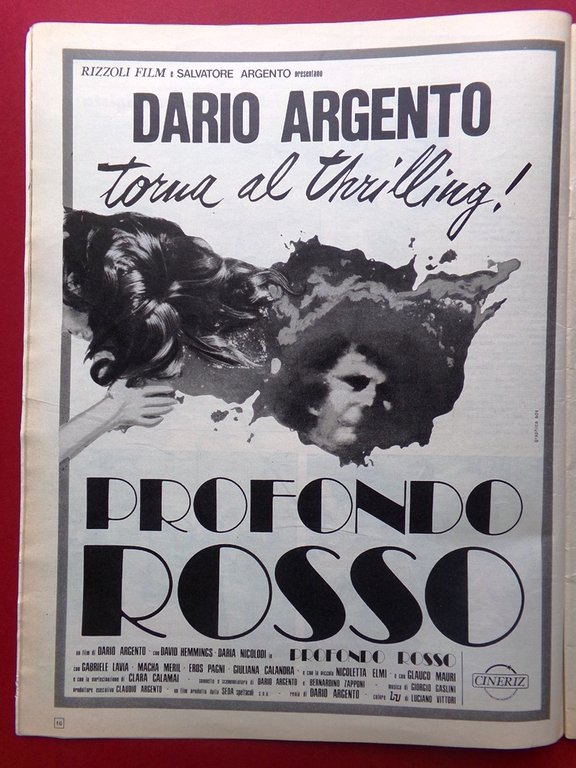 RIZZOLI FILM e SALVATORE ARGENTO presentano
DARIO ARGENTO
torna al thrilling!
graphica ads
PROFONDO
ROSSO
un film di DARIO ARGENTO - con DAVID HEMMINGS - DARIA NICOLODI in PROFONDO ROSSO
con GABRIELE LAVIA - MACHA MERIL - EROS PAGNI - GIULIANA CALANDRA - e con la piccola NICOLETTA ELMI - e con GLAUCO MAURI
e con la partecipazione di CLARA CALAMAI - soggetto e sceneggiatura di DARIO ARGENTO e BERNARDINO ZAPPONI - musica di GIORGIO GASLINI
produttore esecutivo CLAUDIO ARGENTO - un film prodotto dalla SEDA spettacoli s.p.a. - regia di DARIO ARGENTO - colore LV di LUCIANO VITTORI
CINERIZ
10